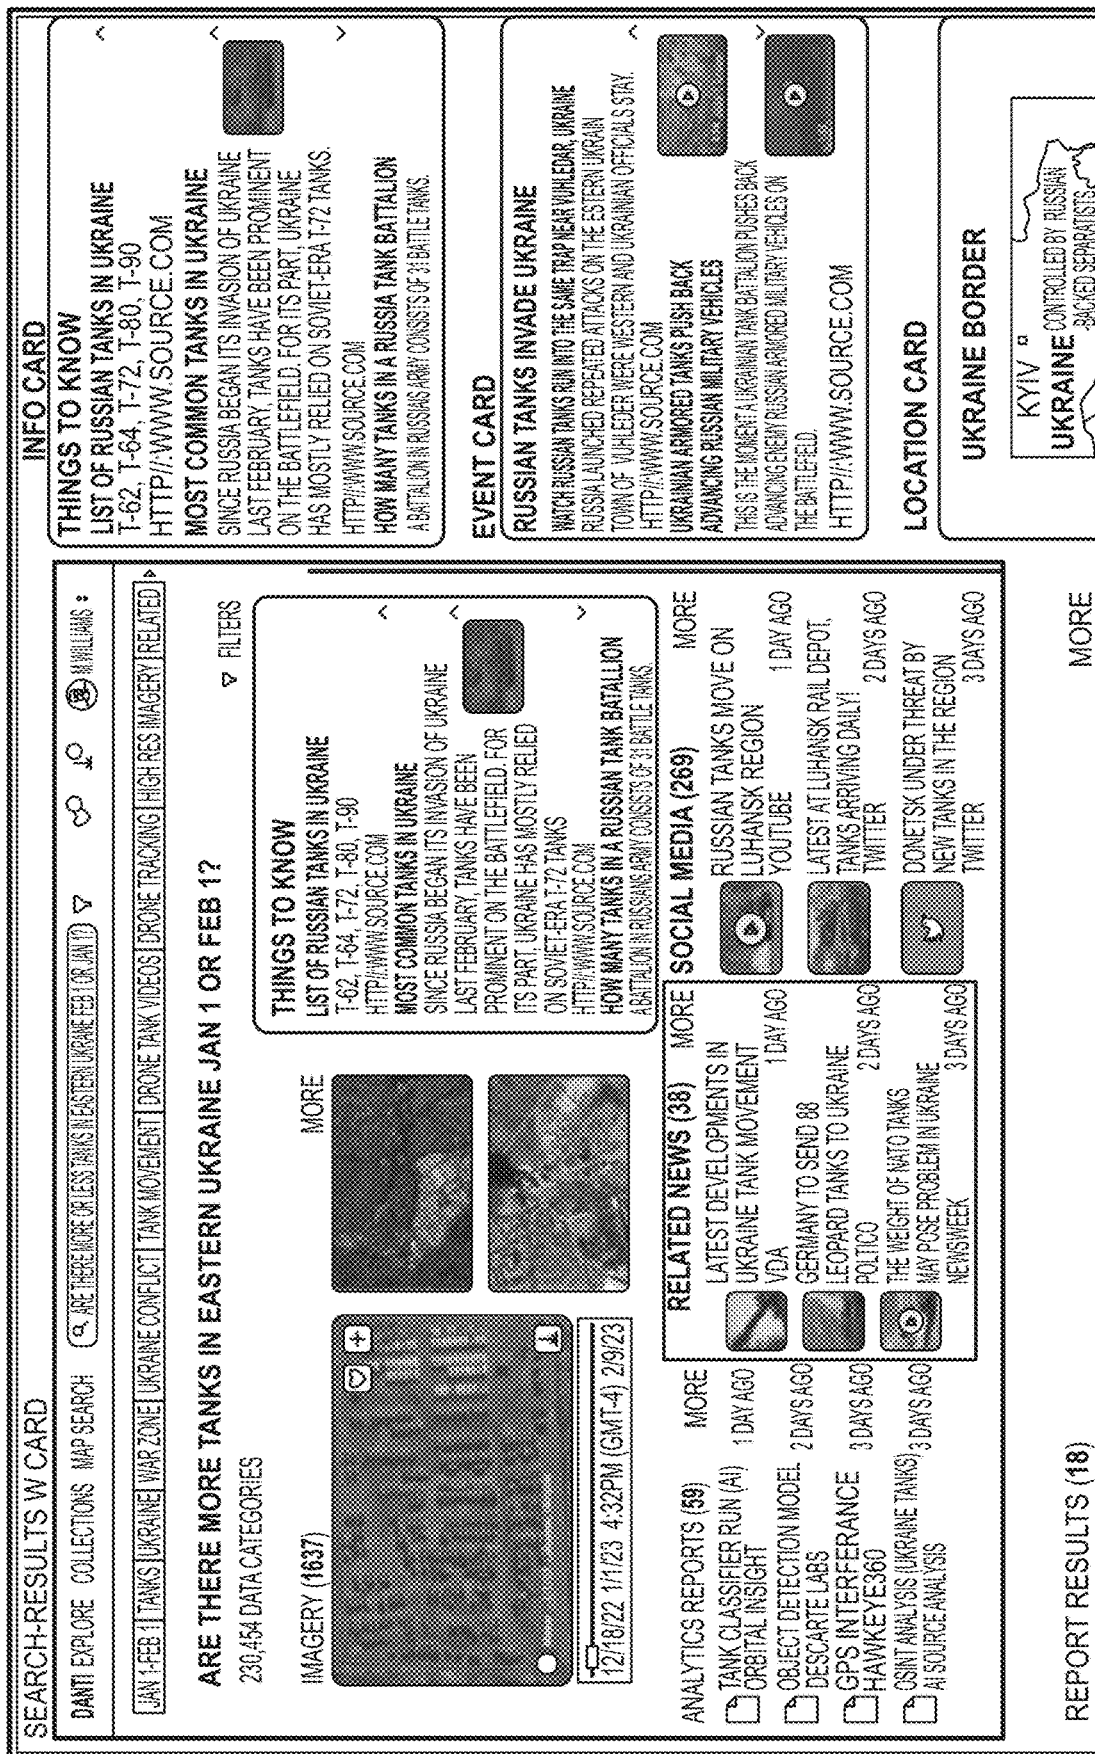 SEARCH-RESULTS W CARD
DANTI EXPLORE COLLECTIONS MAP SEARCH
ARE THERE MORE OR LESS TANKS IN EASTERN UKRAINE FEB 1 OR JAN 1?
M WILLIAMS
JAN 1-FEB 1 TANKS UKRAINE WAR ZONE UKRAINE CONFLICT TANK MOVEMENT DRONE TANK VIDEOS DRONE TRACKING HIGH RES IMAGERY RELATED
ARE THERE MORE TANKS IN EASTERN UKRAINE JAN 1 OR FEB 1?
230,454 DATA CATEGORIES
FILTERS
IMAGERY (1637)
MORE
12/18/22 1/1/23 4:32PM (GMT-4) 2/9/23
THINGS TO KNOW
LIST OF RUSSIAN TANKS IN UKRAINE
T-62, T-64, T-72, T-80, T-90
HTTP//:WWW.SOURCE.COM
MOST COMMON TANKS IN UKRAINE
SINCE RUSSIA BEGAN ITS INVASION OF UKRAINE
LAST FEBRUARY, TANKS HAVE BEEN
PROMINENT ON THE BATTLEFIELD. FOR
ITS PART, UKRAINE HAS MOSTLY RELIED
ON SOVIET-ERA T-72 TANKS
HTTP//:WWW.SOURCE.COM
HOW MANY TANKS IN A RUSSIAN TANK BATALLION
A BATTALION IN RUSSIANS ARMY CONSISTS OF 31 BATTLE TANKS.
ANALYTICS REPORTS (59)
MORE
TANK CLASSIFIER RUN (AI)
ORBITAL INSIGHT
1 DAY AGO
OBJECT DETECTION MODEL
DESCARTE LABS
2 DAYS AGO
GPS INTERFERANCE
HAWKEYE360
3 DAYS AGO
OSINT ANALYSIS (UKRAINE TANKS)
AI SOURCE ANALYSIS
3 DAYS AGO
RELATED NEWS (38)
MORE
LATEST DEVELOPMENTS IN
UKRAINE TANK MOVEMENT
VDA
1 DAY AGO
GERMANY TO SEND 88
LEOPARD TANKS TO UKRAINE
POLTICO
2 DAYS AGO
THE WEIGHT OF NATO TANKS
MAY POSE PROBLEM IN UKRAINE
NEWSWEEK
3 DAYS AGO
SOCIAL MEDIA (269)
MORE
RUSSIAN TANKS MOVE ON
LUHANSK REGION
YOUTUBE
1 DAY AGO
LATEST AT LUHANSK RAIL DEPOT,
TANKS ARRIVING DAILY!
TWITTER
2 DAYS AGO
DONETSK UNDER THREAT BY
NEW TANKS IN THE REGION
TWITTER
3 DAYS AGO
REPORT RESULTS (18)
MORE
INFO CARD
THINGS TO KNOW
LIST OF RUSSIAN TANKS IN UKRAINE
T-62, T-64, T-72, T-80, T-90
HTTP//:WWW.SOURCE.COM
MOST COMMON TANKS IN UKRAINE
SINCE RUSSIA BEGAN ITS INVASION OF UKRAINE
LAST FEBRUARY, TANKS HAVE BEEN PROMINENT
ON THE BATTLEFIELD. FOR ITS PART, UKRAINE
HAS MOSTLY RELIED ON SOVIET-ERA T-72 TANKS.
HTTP//:WWW.SOURCE.COM
HOW MANY TANKS IN A RUSSIA TANK BATTALION
A BATTALION IN RUSSIANS ARMY CONSISTS OF 31 BATTLE TANKS.
EVENT CARD
RUSSIAN TANKS INVADE UKRAINE
WATCH RUSSIAN TANKS RUN INTO THE SAME TRAP NEAR VUHLEDAR, UKRAINE
RUSSIA LAUNCHED REPEATED ATTACKS ON THE ESTERN UKRAIN
TOWN OF VUHLEDER WERE WESTERN AND UKRAINIAN OFFICIALS STAY.
HTTP//:WWW.SOURCE.COM
UKRAINIAN ARMORED TANKS PUSH BACK
ADVANCING RUSSIAN MILITARY VEHICLES
THIS IS THE MOMENT A UKRAINIAN TANK BATTALION PUSHES BACK
ADVANCING ENEMY RUSSIAN ARMORED MILITARY VEHICLES ON
THE BATTLEFIELD.
HTTP//:WWW.SOURCE.COM
LOCATION CARD
UKRAINE BORDER
KYIV
UKRAINE
CONTROLLED BY RUSSIAN
-BACKED SEPARATISTS